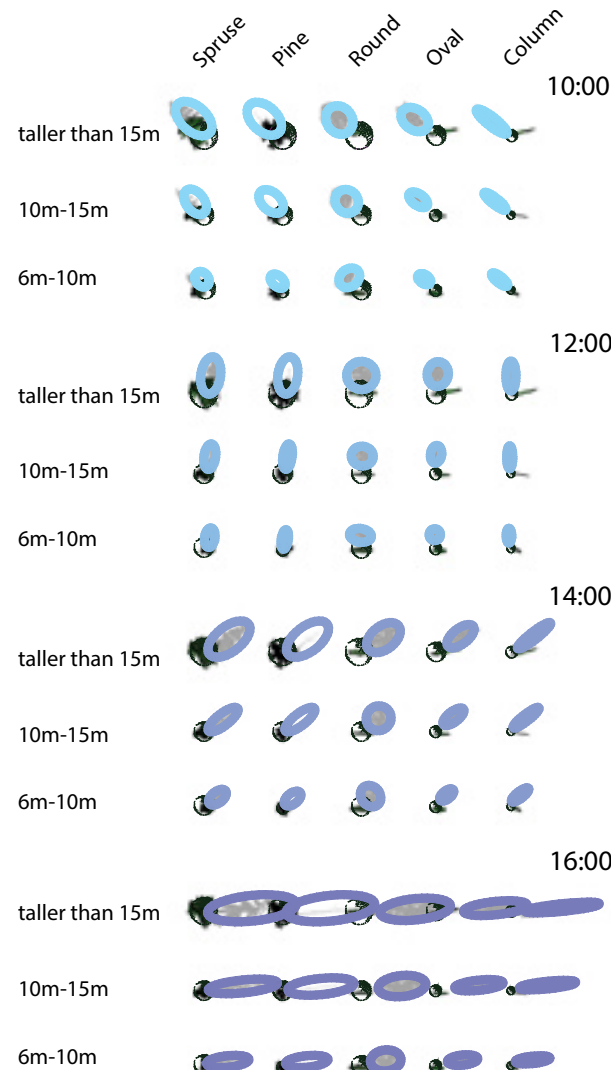 Spruse
Pine
Round
Oval
Column
10:00
taller than 15m
10m-15m
6m-10m
12:00
taller than 15m
10m-15m
6m-10m
14:00
taller than 15m
10m-15m
6m-10m
16:00
taller than 15m
10m-15m
6m-10m